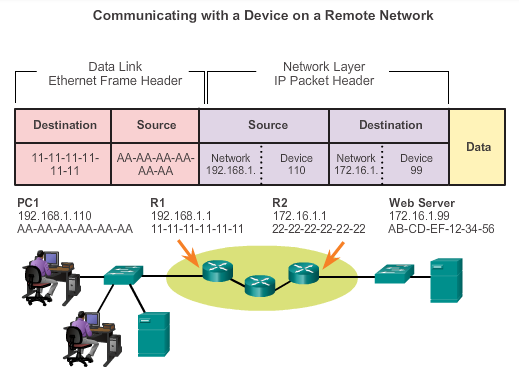 Communicating with a Device on a Remote Network
Data Link
Ethernet Frame Header
Network Layer
IP Packet Header
Destination
Source
Source
Destination
Data
11-11-11-11-
11-11
AA-AA-AA-AA-
AA-AA
Network
192.168.1.
Device
110
Network
172.16.1.
Device
99
PC1
192.168.1.110
AA-AA-AA-AA-AA-AA
R1
192.168.1.1
11-11-11-11-11-11
R2
172.16.1.1
22-22-22-22-22-22
Web Server
172.16.1.99
AB-CD-EF-12-34-56